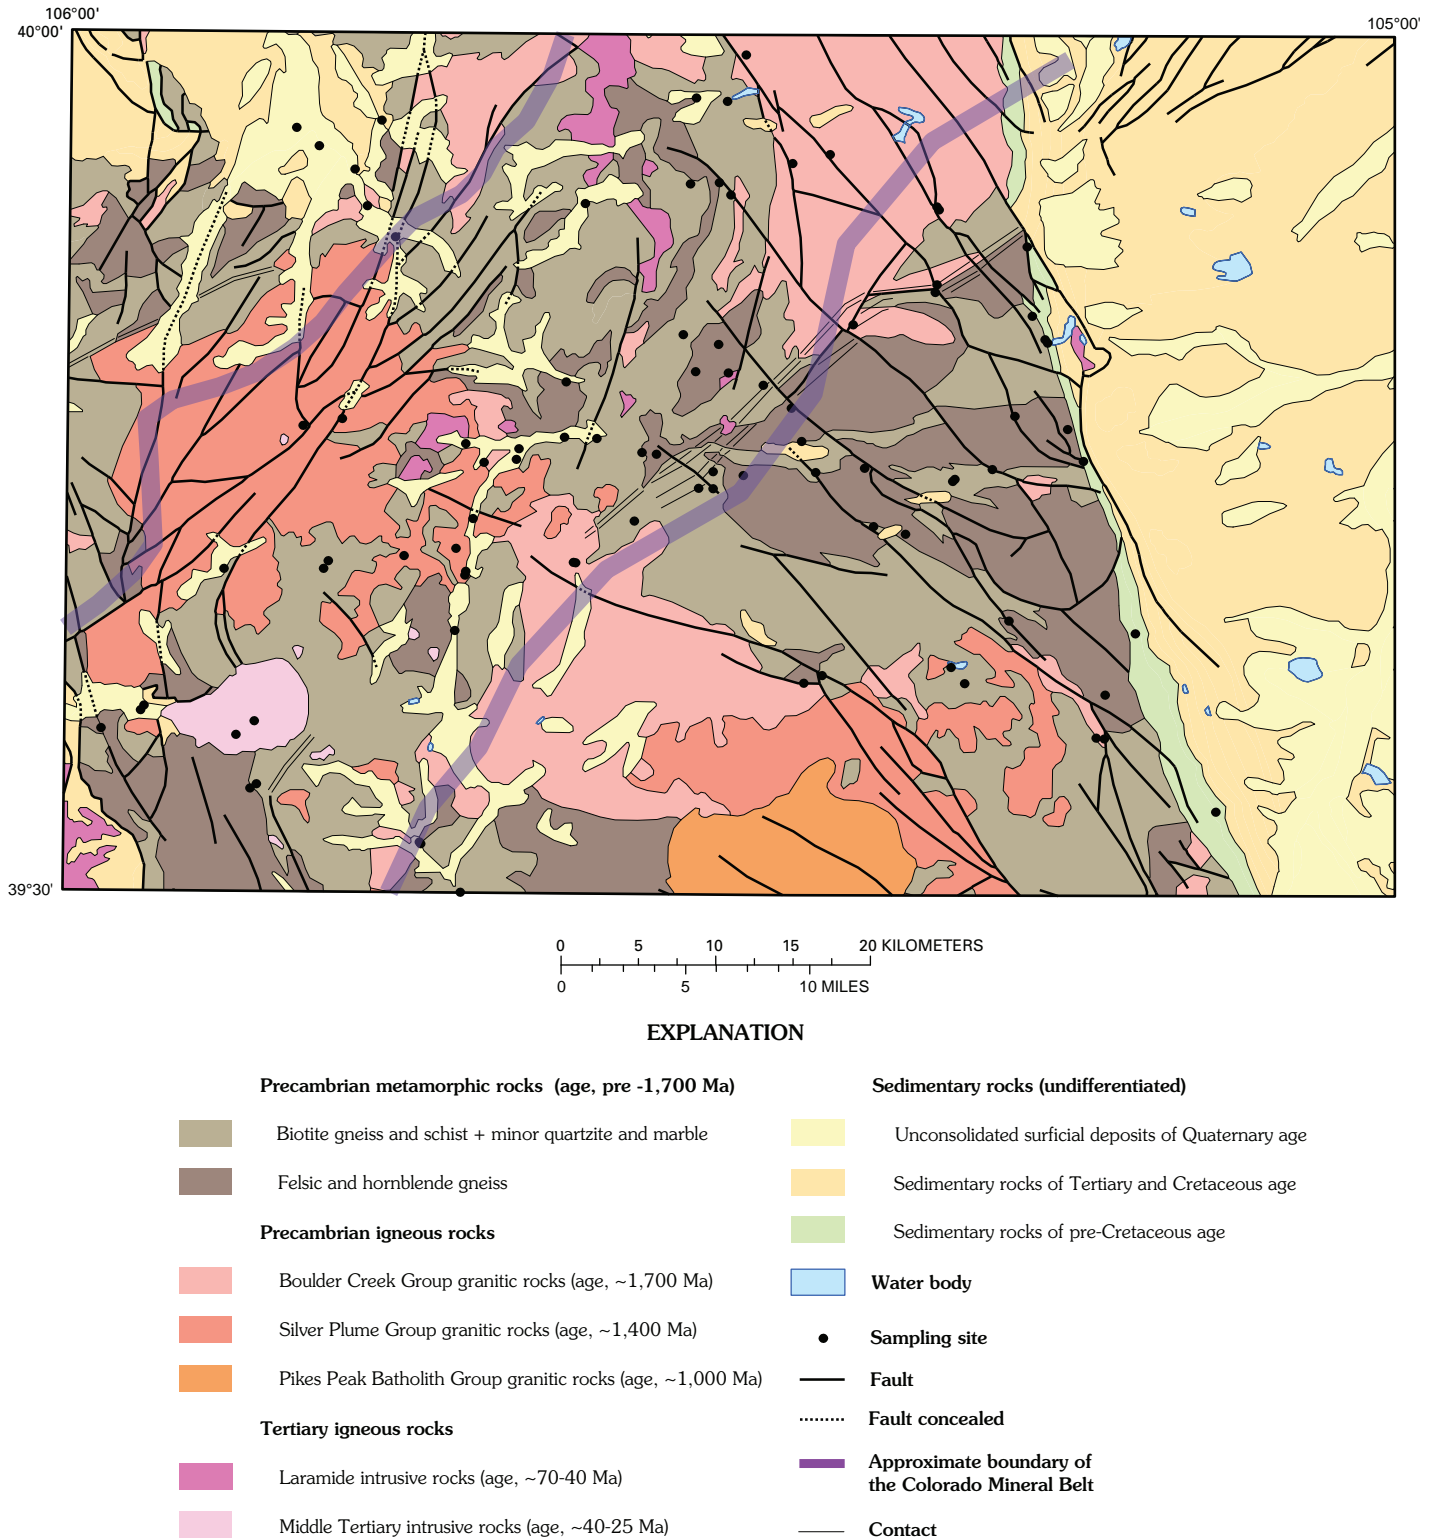 106°00'
40°00'
105°00'
39°30'
0 5 10 15 20 KILOMETERS
0 5 10 MILES
EXPLANATION
Precambrian metamorphic rocks (age, pre -1,700 Ma)
Biotite gneiss and schist + minor quartzite and marble
Felsic and hornblende gneiss
Precambrian igneous rocks
Boulder Creek Group granitic rocks (age, ~1,700 Ma)
Silver Plume Group granitic rocks (age, ~1,400 Ma)
Pikes Peak Batholith Group granitic rocks (age, ~1,000 Ma)
Tertiary igneous rocks
Laramide intrusive rocks (age, ~70-40 Ma)
Middle Tertiary intrusive rocks (age, ~40-25 Ma)
Sedimentary rocks (undifferentiated)
Unconsolidated surficial deposits of Quaternary age
Sedimentary rocks of Tertiary and Cretaceous age
Sedimentary rocks of pre-Cretaceous age
Water body
Sampling site
Fault
Fault concealed
Approximate boundary of
the Colorado Mineral Belt
Contact